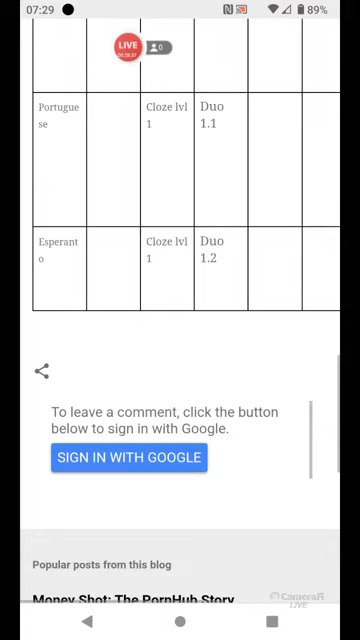 07:29
89%
LIVE
0
Portugue
se
Cloze lvl
1
Duo
1.1
Esperant
o
Cloze lvl
1
Duo
1.2
To leave a comment, click the button
below to sign in with Google.
SIGN IN WITH GOOGLE
Popular posts from this blog
Money Shot: The PornHub Story
CameraFi
LIVE